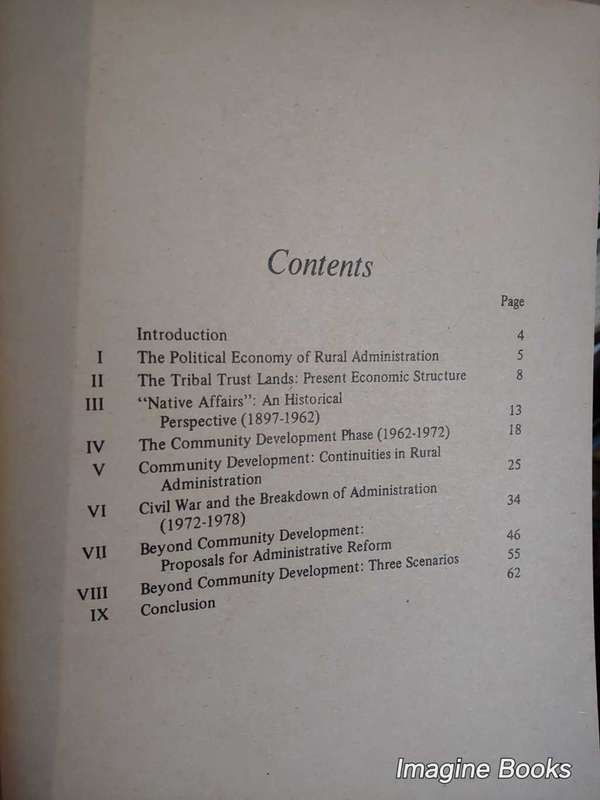 Contents
Page
Introduction 4
I The Political Economy of Rural Administration 5
II The Tribal Trust Lands: Present Economic Structure 8
III "Native Affairs": An Historical
Perspective (1897-1962) 13
IV The Community Development Phase (1962-1972) 18
V Community Development: Continuities in Rural
Administration 25
VI Civil War and the Breakdown of Administration
(1972-1978) 34
VII Beyond Community Development:
Proposals for Administrative Reform 46
VIII Beyond Community Development: Three Scenarios 55
IX Conclusion 62
Imagine Books